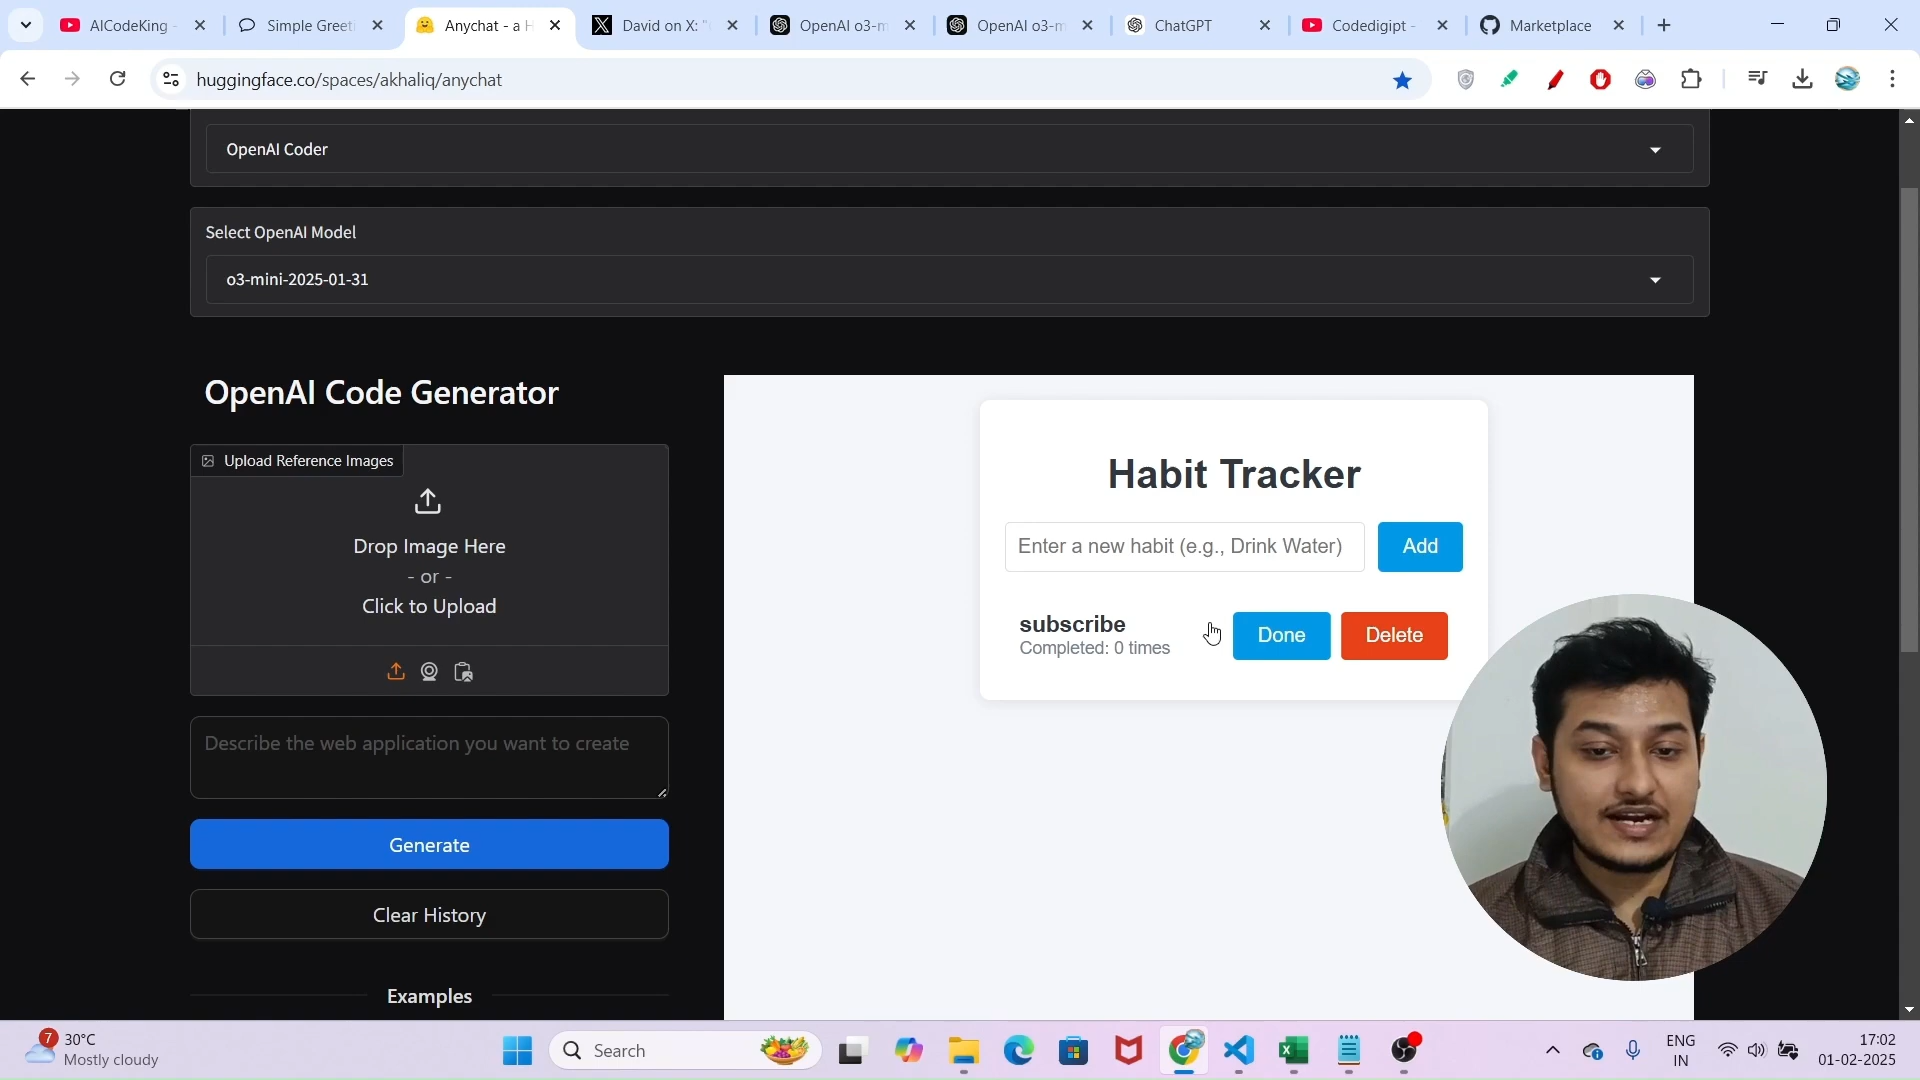 AICodeKing -
Simple Greeti
Anychat - a H
David on X: "
OpenAI o3-m
OpenAI o3-m
ChatGPT
Codedigipt -
Marketplace
huggingface.co/spaces/akhaliq/anychat
OpenAI Coder
Select OpenAI Model
o3-mini-2025-01-31
OpenAI Code Generator
Upload Reference Images
Drop Image Here
- or -
Click to Upload
Describe the web application you want to create
Generate
Clear History
Examples
Habit Tracker
Enter a new habit (e.g., Drink Water)
Add
subscribe
Completed: 0 times
Done
Delete
7
30°C
Mostly cloudy
Search
ENG
IN
17:02
01-02-2025